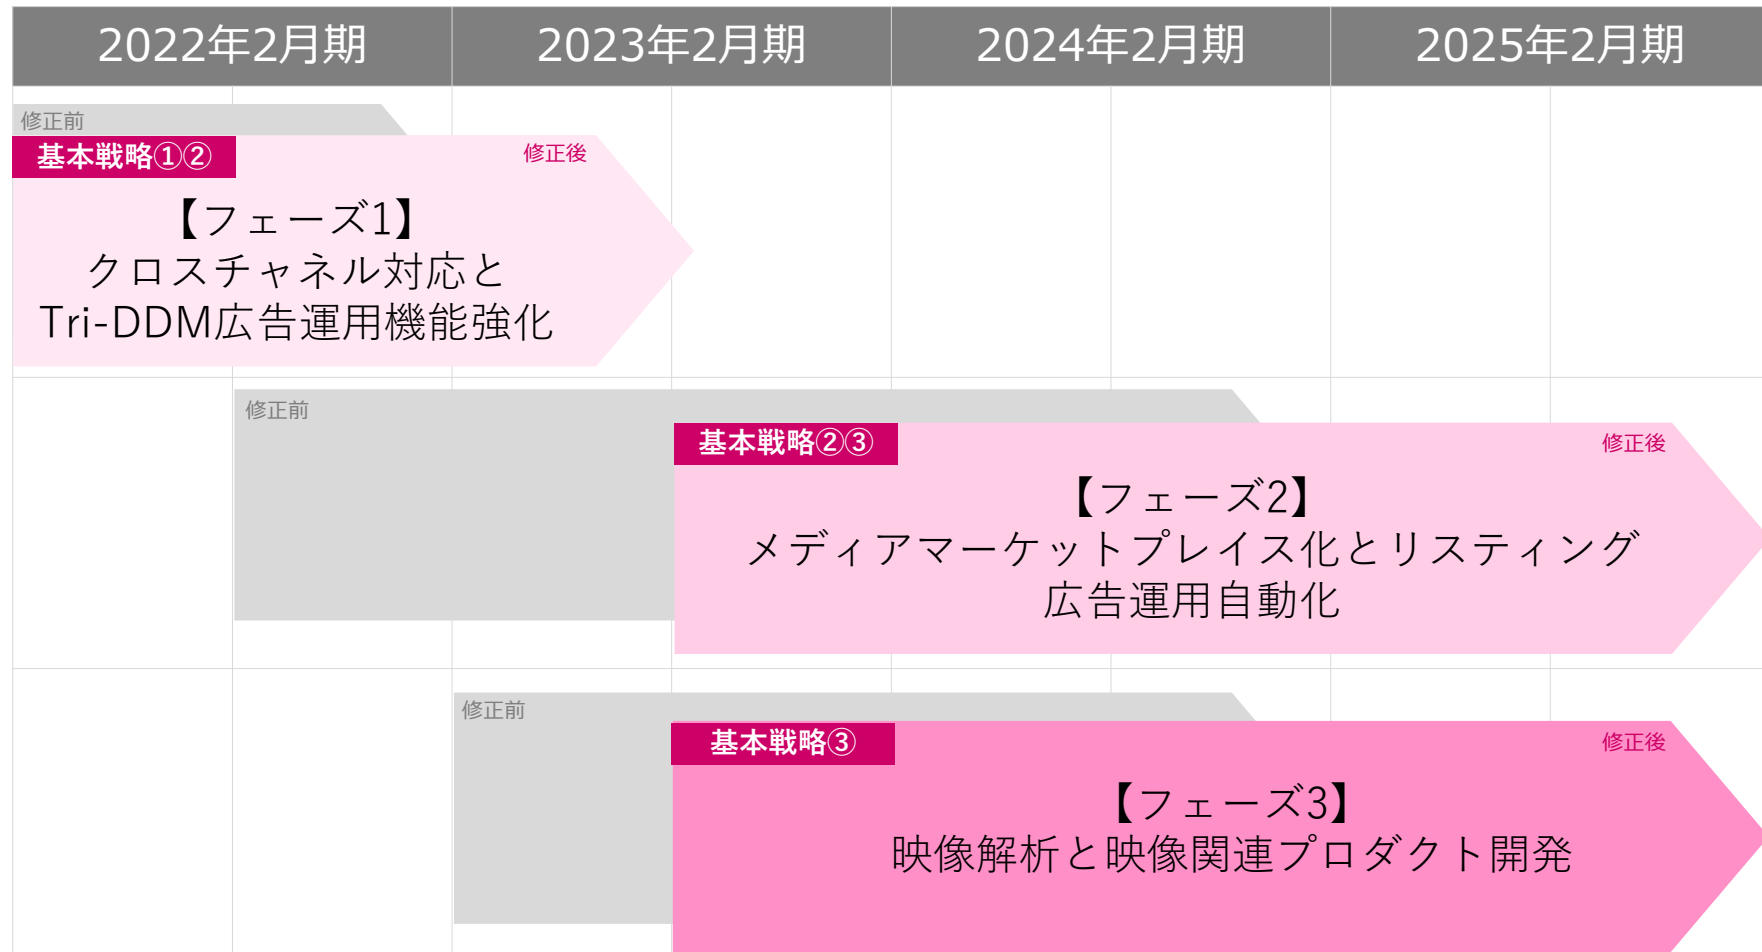 2022年2月期 2023年2月期 2024年2月期 2025年2月期
修正前
基本戦略①② 修正後
【フェーズ1】
クロスチャネル対応と
Tri-DDM広告運用機能強化
修正前
基本戦略②③ 修正後
【フェーズ2】
メディアマーケットプレイス化とリスティング
広告運用自動化
修正前
基本戦略③ 修正後
【フェーズ3】
映像解析と映像関連プロダクト開発